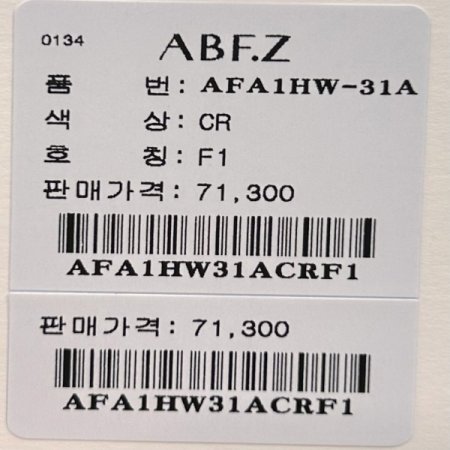 0134 ABF.Z
품 번: AFA1HW-31A
색 상: CR
호 칭: F1
판매가격: 71,300
AFA1HW31ACRF1
판매가격: 71,300
AFA1HW31ACRF1